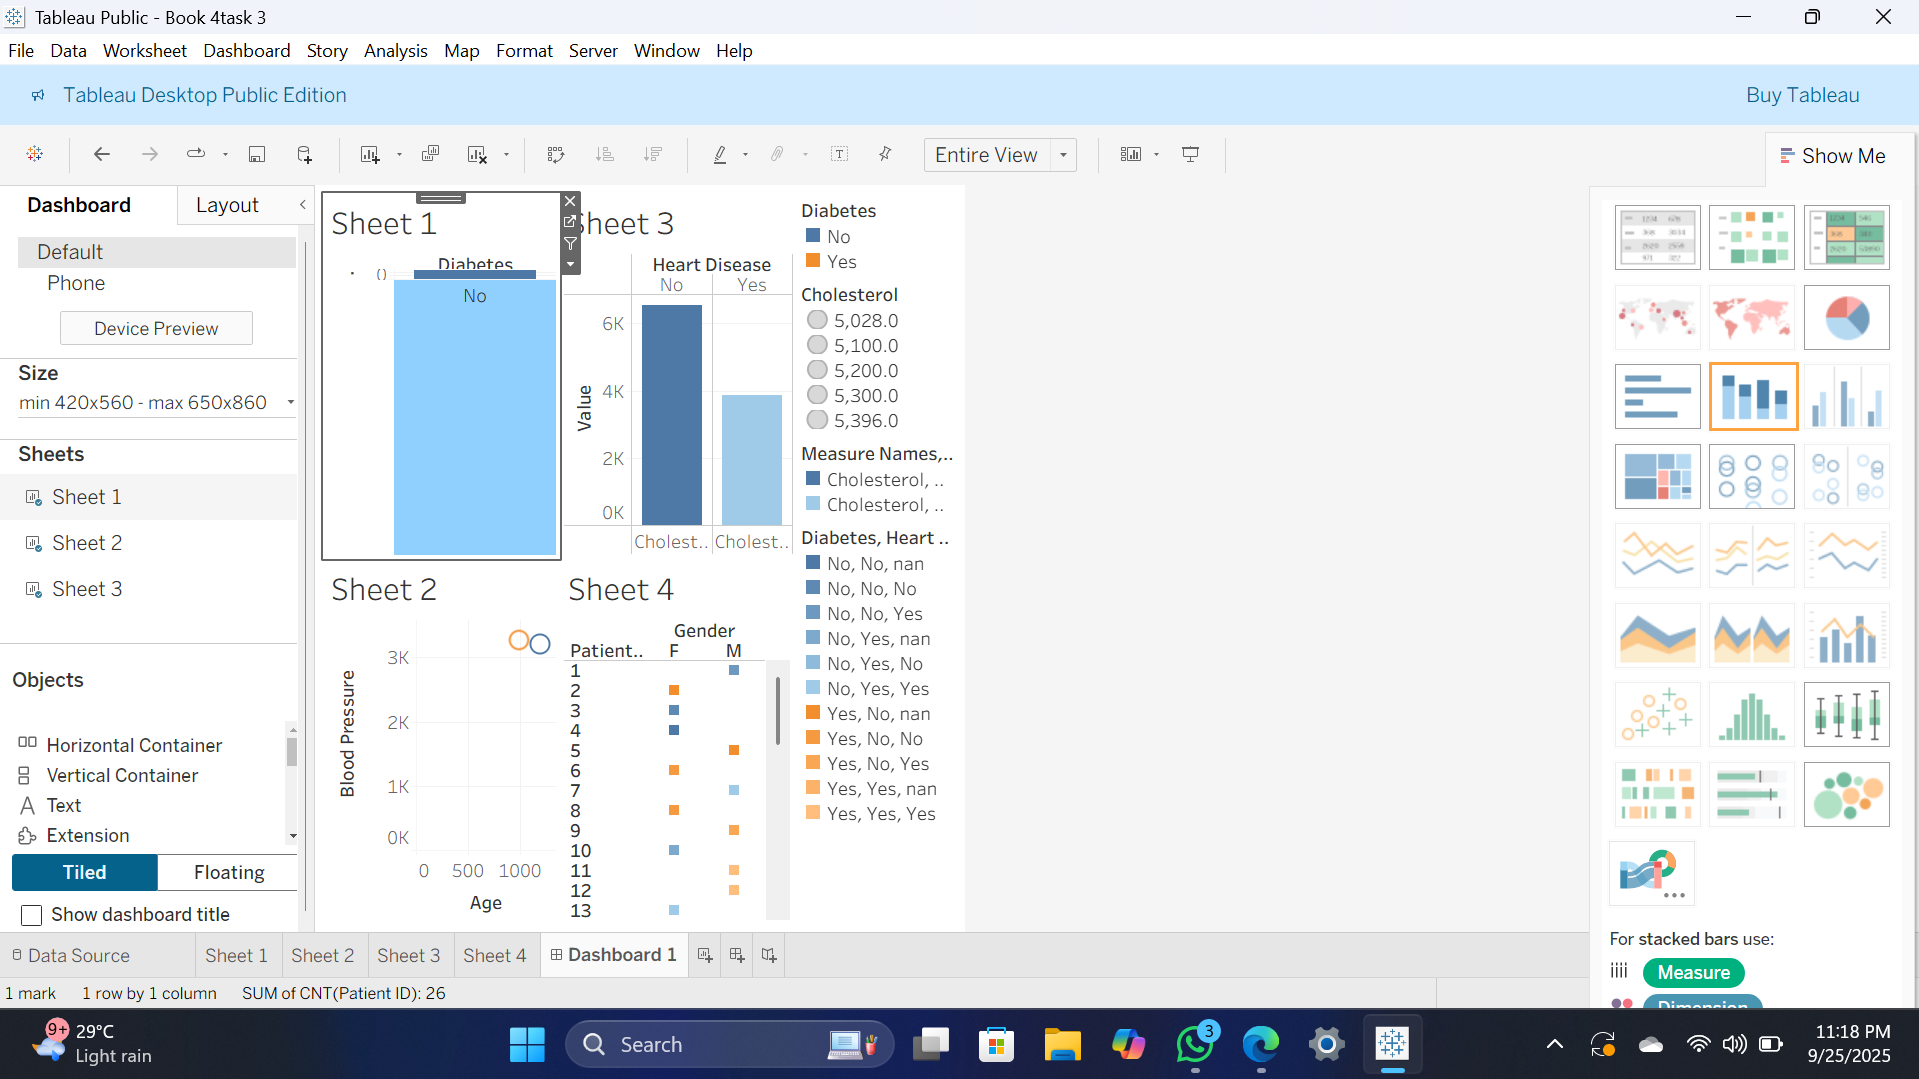 Tableau Public - Book 4task 3
File Data Worksheet Dashboard Story Analysis Map Format Server Window Help
Tableau Desktop Public Edition
Buy Tableau
Entire View
Show Me
Dashboard
Layout
Default
Phone
Device Preview
Size
min 420x560 - max 650x860
Sheets
Sheet 1
Sheet 2
Sheet 3
Objects
Horizontal Container
Vertical Container
Text
Extension
Tiled
Floating
Show dashboard title
Sheet 1
Diabetes
No
Sheet 3
Heart Disease
No Yes
Value
6K
4K
2K
0K
Cholest.. Cholest..
Sheet 2
Blood Pressure
3K
2K
1K
0K
0 500 1000
Age
Sheet 4
Gender
Patient.. F M
1
2
3
4
5
6
7
8
9
10
11
12
13
Diabetes
No
Yes
Cholesterol
5,028.0
5,100.0
5,200.0
5,300.0
5,396.0
Measure Names,..
Cholesterol, ..
Cholesterol, ..
Diabetes, Heart ..
No, No, nan
No, No, No
No, No, Yes
No, Yes, nan
No, Yes, No
No, Yes, Yes
Yes, No, nan
Yes, No, No
Yes, No, Yes
Yes, Yes, nan
Yes, Yes, Yes
For stacked bars use:
Measure
Dimension
Data Source
Sheet 1
Sheet 2
Sheet 3
Sheet 4
Dashboard 1
1 mark 1 row by 1 column SUM of CNT(Patient ID): 26
9+
29°C
Light rain
Search
3
11:18 PM
9/25/2025